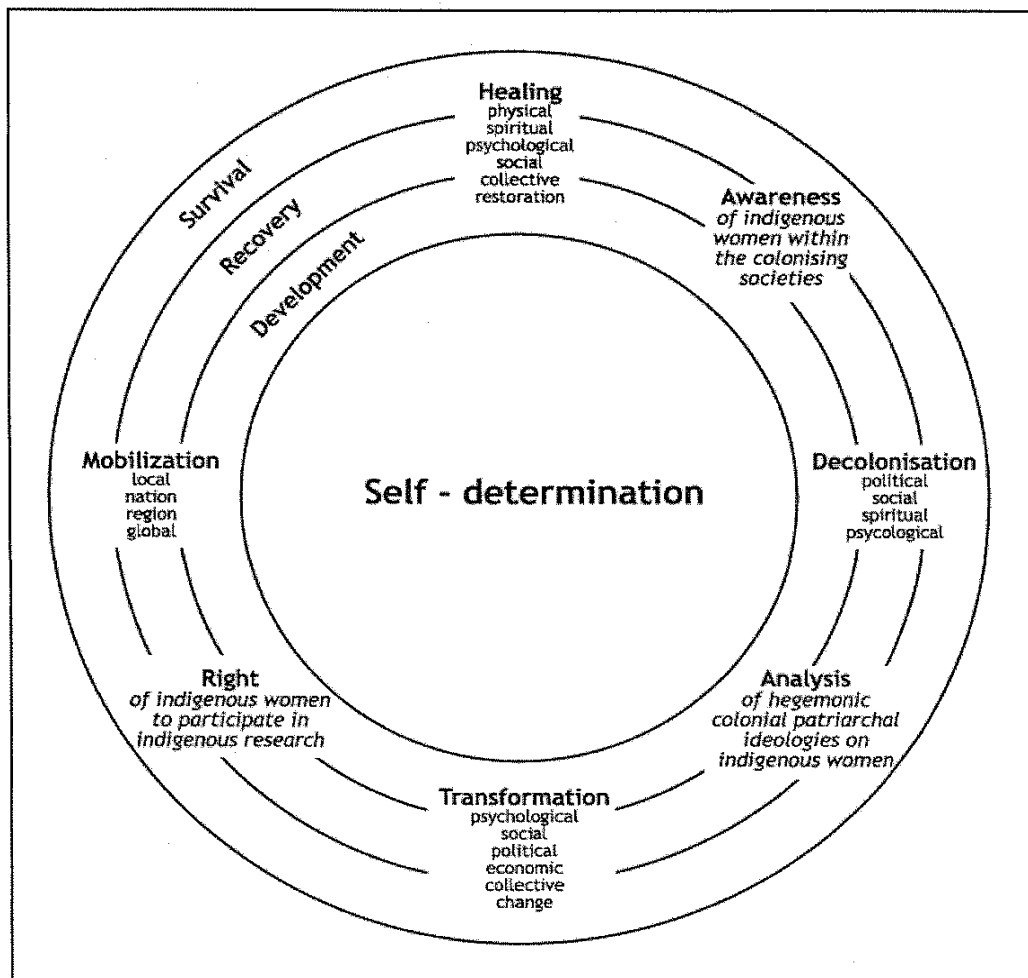 Healing
physical
spiritual
psychological
social
collective
restoration
Survival
Recovery
Development
Awareness
of indigenous
women within
the colonising
societies
Mobilization
local
nation
region
global
Self - determination
Decolonisation
political
social
spiritual
psycological
Right
of indigenous women
to participate in
indigenous research
Analysis
of hegemonic
colonial patriarchal
ideologies on
indigenous women
Transformation
psychological
social
political
economic
collective
change